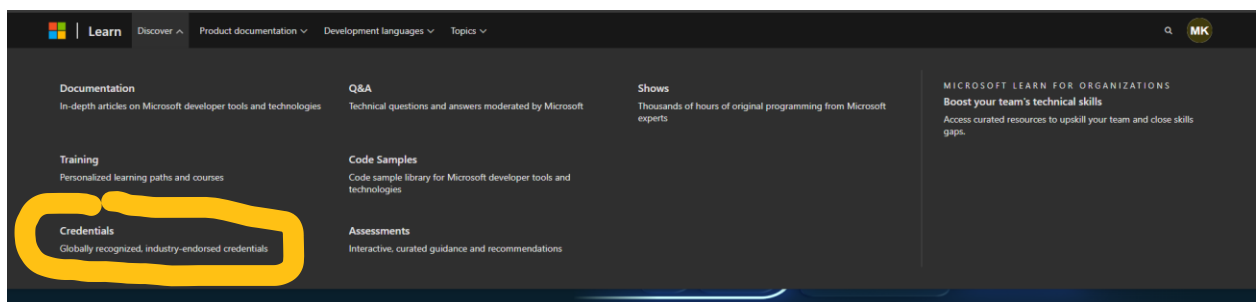 Learn Discover Product documentation Development languages Topics MK
Documentation
In-depth articles on Microsoft developer tools and technologies
Q&A
Technical questions and answers moderated by Microsoft
Shows
Thousands of hours of original programming from Microsoft
experts
MICROSOFT LEARN FOR ORGANIZATIONS
Boost your team's technical skills
Access curated resources to upskill your team and close skills
gaps.
Training
Personalized learning paths and courses
Code Samples
Code sample library for Microsoft developer tools and
technologies
Credentials
Globally recognized, industry-endorsed credentials
Assessments
Interactive, curated guidance and recommendations